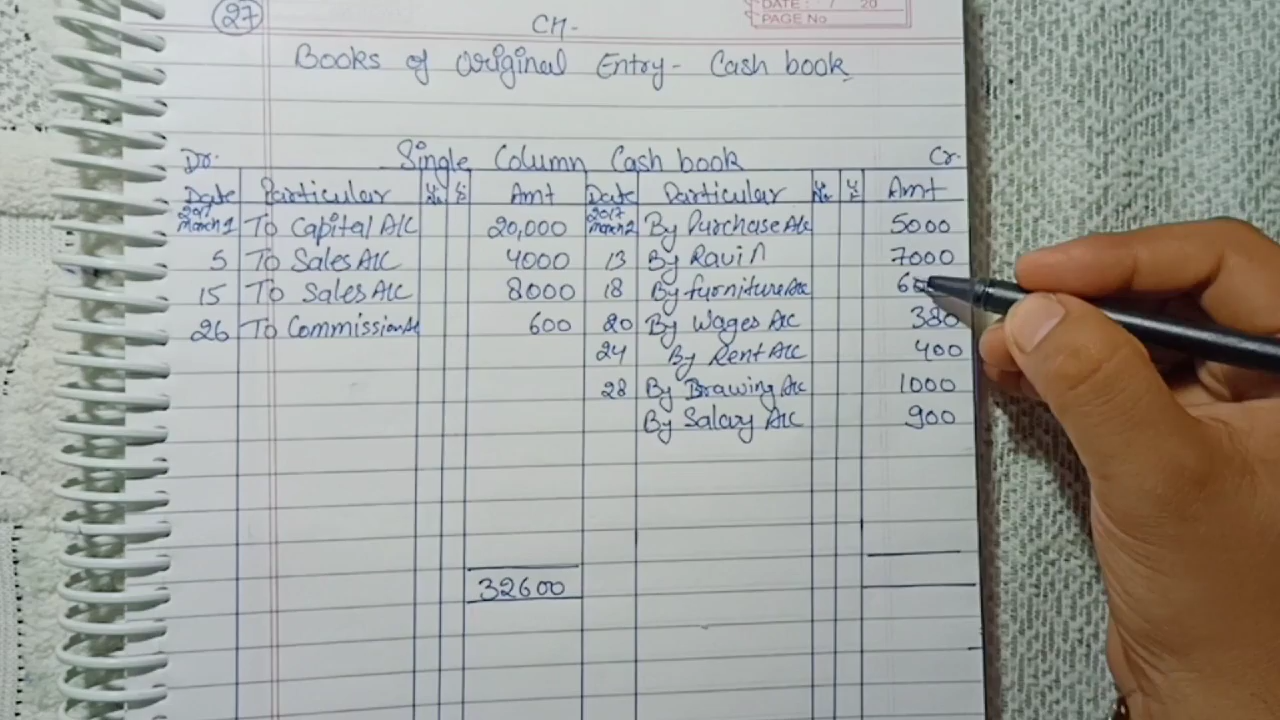 27
DATE: / 20
PAGE No
CH-
Books of Original Entry - Cash book
Single Column Cash book
Dr. Cr.
Date Particular Amt Date Particular Amt
2017 March 1 To Capital A/c 20,000 2017 March 2 By Purchase A/c 5000
5 To Sales A/c 4000 13 By Ravi 7000
15 To Sales A/c 8000 18 By furniture A/c
26 To Commission A/c 600 20 By Wages A/c 380
24 By Rent A/c 400
28 By Drawing A/c 1000
By Salary A/c 900
32600